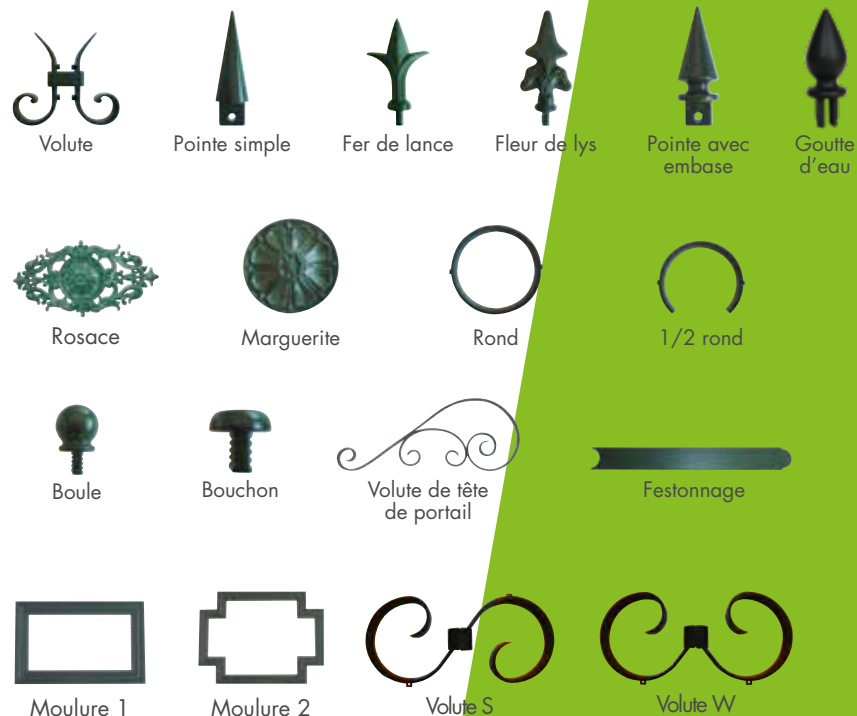 Volute
Pointe simple
Fer de lance
Fleur de lys
Pointe avec
embase
Goutte
d'eau
Rosace
Marguerite
Rond
1/2 rond
Boule
Bouchon
Volute de tête
de portail
Festonnage
Moulure 1
Moulure 2
Volute S
Volute W